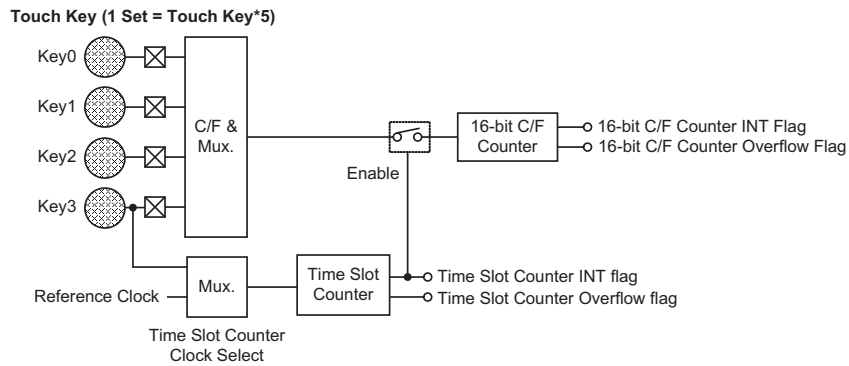 Touch Key (1 Set = Touch Key*5)
Key0
Key1
Key2
Key3
C/F &
Mux.
Enable
16-bit C/F
Counter
16-bit C/F Counter INT Flag
16-bit C/F Counter Overflow Flag
Reference Clock
Mux.
Time Slot
Counter
Time Slot Counter INT flag
Time Slot Counter Overflow flag
Time Slot Counter
Clock Select